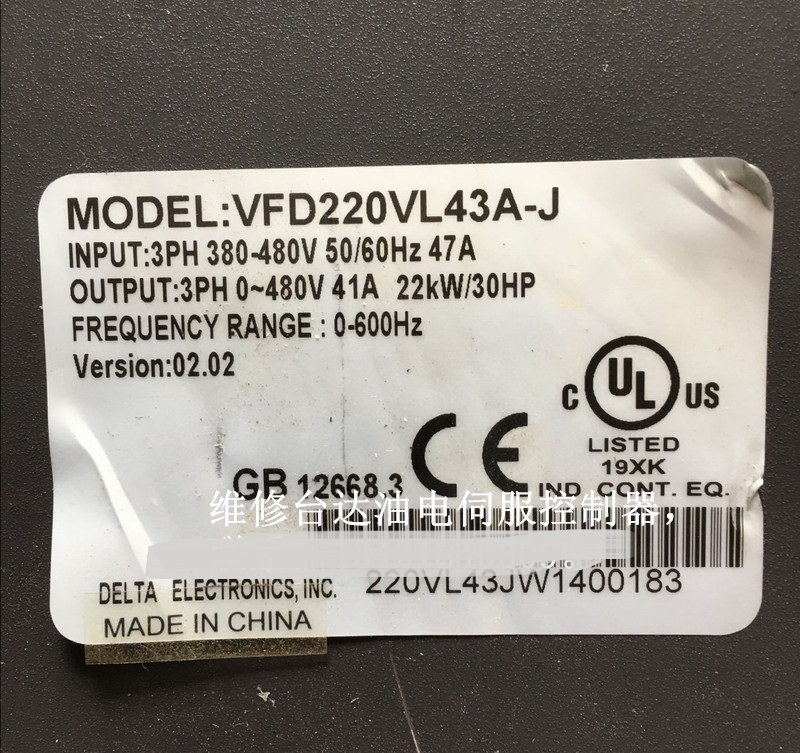 MODEL:VFD220VL43A-J
INPUT:3PH 380-480V 50/60Hz 47A
OUTPUT:3PH 0~480V 41A 22kW/30HP
FREQUENCY RANGE : 0-600Hz
Version:02.02
C UL US
LISTED
19XK
IND. CONT. EQ.
CE
GB 12668.3
维修台达油电伺服控制器，
220VL43JW1400183
DELTA ELECTRONICS, INC.
MADE IN CHINA